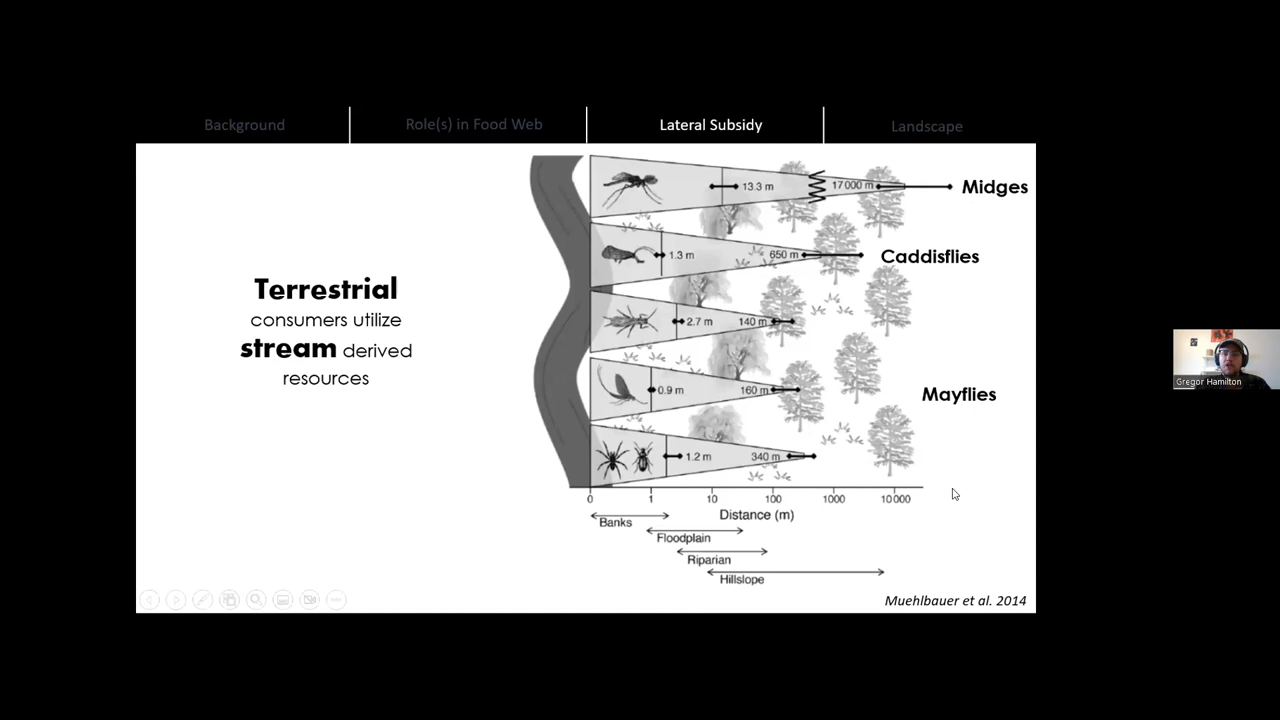 Background
Role(s) in Food Web
Lateral Subsidy
Landscape
Terrestrial
consumers utilize
stream derived
resources
13.3 m
17 000 m
Midges
1.3 m
650 m
Caddisflies
2.7 m
140 m
0.9 m
160 m
Mayflies
1.2 m
340 m
0 1 10 100 1000 10 000
Distance (m)
Banks
Floodplain
Riparian
Hillslope
Muehlbauer et al. 2014
Gregor Hamilton